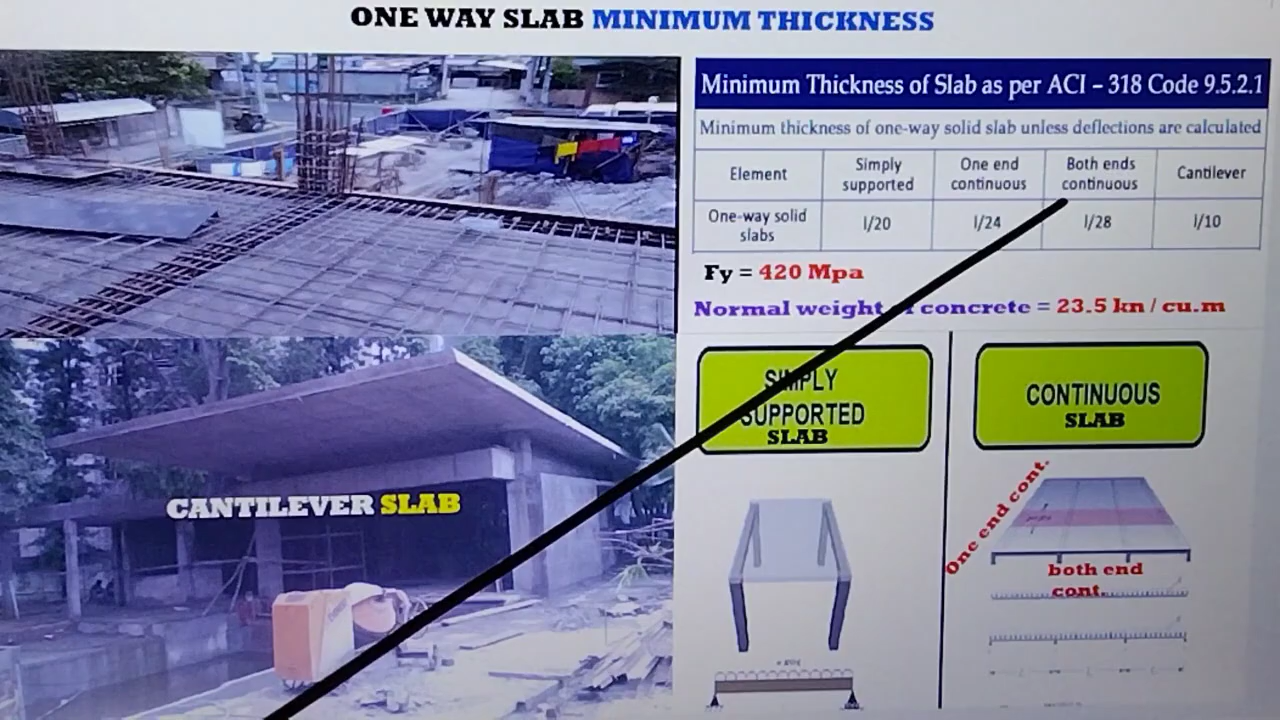 ONE WAY SLAB MINIMUM THICKNESS
Minimum Thickness of Slab as per ACI – 318 Code 9.5.2.1
Minimum thickness of one-way solid slab unless deflections are calculated
Element
Simply
supported
One end
continuous
Both ends
continuous
Cantilever
One-way solid
slabs
l/20
l/24
l/28
l/10
Fy = 420 Mpa
Normal weight concrete = 23.5 kn / cu.m
SIMPLY
SUPPORTED
SLAB
CONTINUOUS
SLAB
CANTILEVER SLAB
One end cont.
both end
cont.